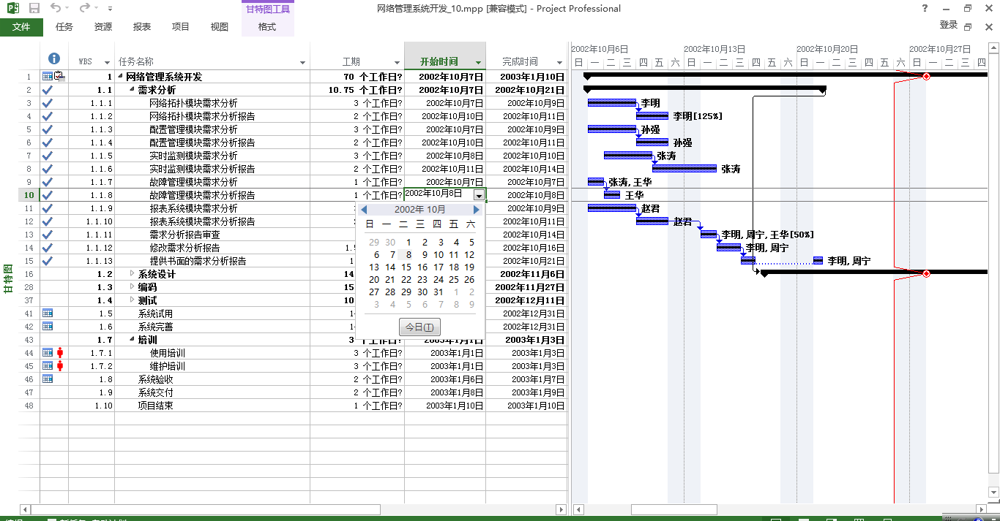 网络管理系统开发_10.mpp [兼容模式] - Project Professional
甘特图工具
文件 任务 资源 报表 项目 视图 格式 登录
WBS 任务名称 工期 开始时间 完成时间
2002年10月6日 2002年10月13日 2002年10月20日 2002年10月27日
日 一 二 三 四 五 六 日 一 二 三 四 五 六 日 一 二 三 四 五 六 日 一 二 三 四
1 1 网络管理系统开发 70 个工作日? 2002年10月7日 2003年1月10日
2 1.1 需求分析 10.75 个工作日? 2002年10月7日 2002年10月21日
3 1.1.1 网络拓扑模块需求分析 3 个工作日? 2002年10月7日 2002年10月9日 李明
4 1.1.2 网络拓扑模块需求分析报告 2 个工作日? 2002年10月10日 2002年10月11日 李明[125%]
5 1.1.3 配置管理模块需求分析 3 个工作日? 2002年10月7日 2002年10月9日 孙强
6 1.1.4 配置管理模块需求分析报告 2 个工作日? 2002年10月10日 2002年10月11日 孙强
7 1.1.5 实时监测模块需求分析 3 个工作日? 2002年10月8日 2002年10月10日 张涛
8 1.1.6 实时监测模块需求分析报告 2 个工作日? 2002年10月11日 2002年10月14日 张涛
9 1.1.7 故障管理模块需求分析 1 个工作日? 2002年10月7日 2002年10月7日 张涛,王华
10 1.1.8 故障管理模块需求分析报告 1 个工作日? 2002年10月8日 2002年10月8日 王华
11 1.1.9 报表系统模块需求分析 3 2002年10月9日 赵君
12 1.1.10 报表系统模块需求分析报告 2002年10月11日 赵君
13 1.1.11 需求分析报告审查 2002年10月14日 李明,周宁,王华[50%]
14 1.1.12 修改需求分析报告 2002年10月16日 李明,周宁
15 1.1.13 提供书面的需求分析报告 2002年10月21日 李明,周宁
16 1.2 系统设计 14 2002年11月6日
28 1.3 编码 15 2002年11月27日
37 1.4 测试 10 2002年12月11日
41 1.5 系统试用 2002年12月31日
42 1.6 系统完善 2002年12月31日
43 1.7 培训 3 个工作日? 2003年1月1日 2003年1月3日
44 1.7.1 使用培训 3 个工作日? 2003年1月1日 2003年1月3日
45 1.7.2 维护培训 3 个工作日? 2003年1月1日 2003年1月3日
46 1.8 系统验收 2 个工作日? 2003年1月6日 2003年1月7日
47 1.9 系统交付 2 个工作日? 2003年1月8日 2003年1月9日
48 1.10 项目结束 1 个工作日? 2003年1月10日 2003年1月10日
2002年 10月
日 一 二 三 四 五 六
29 30 1 2 3 4 5
6 7 8 9 10 11 12
13 14 15 16 17 18 19
20 21 22 23 24 25 26
27 28 29 30 31 1 2
3 4 5 6 7 8 9
今日(T)
甘特图